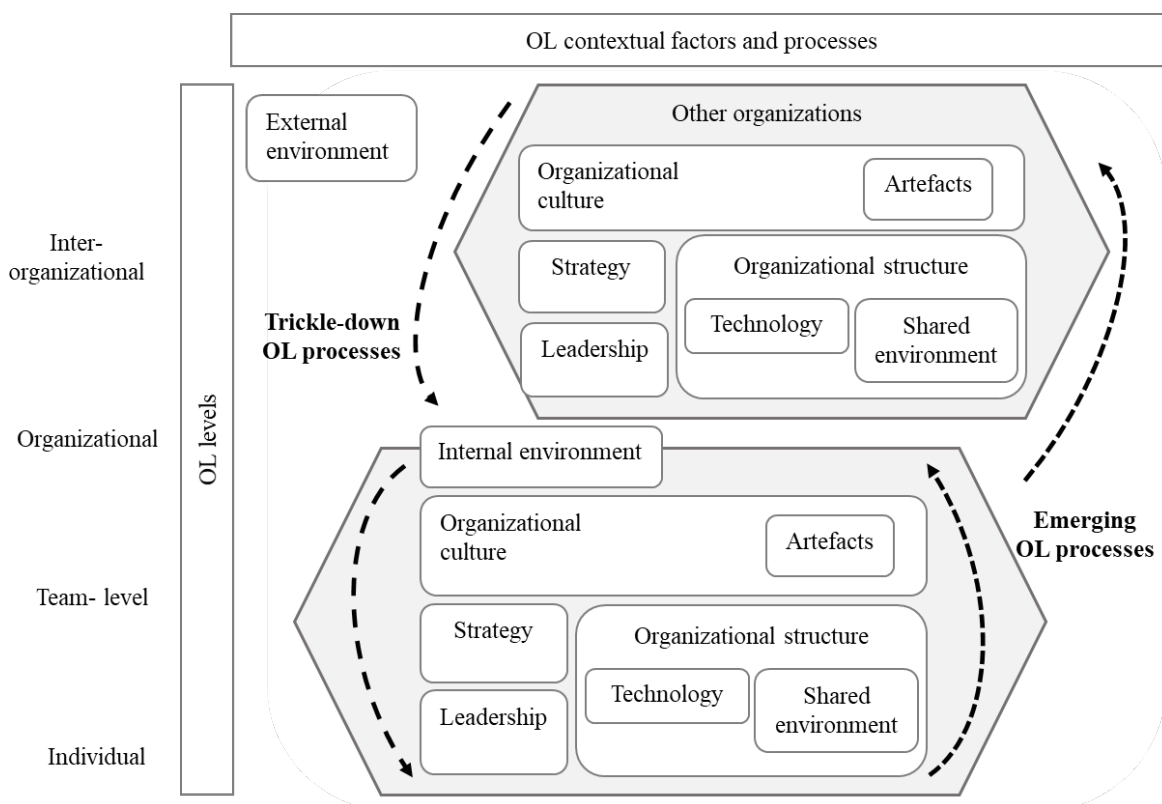 OL contextual factors and processes
OL levels
Inter-
organizational
Organizational
Team- level
Individual
External
environment
Trickle-down
OL processes
Other organizations
Organizational
culture
Artefacts
Strategy
Organizational structure
Technology
Shared
environment
Leadership
Internal environment
Organizational
culture
Artefacts
Strategy
Organizational structure
Technology
Shared
environment
Leadership
Emerging
OL processes